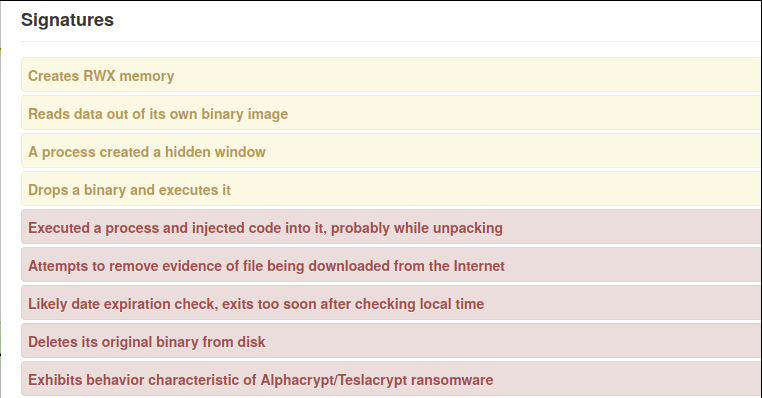 Signatures
Creates RWX memory
Reads data out of its own binary image
A process created a hidden window
Drops a binary and executes it
Executed a process and injected code into it, probably while unpacking
Attempts to remove evidence of file being downloaded from the Internet
Likely date expiration check, exits too soon after checking local time
Deletes its original binary from disk
Exhibits behavior characteristic of Alphacrypt/Teslacrypt ransomware